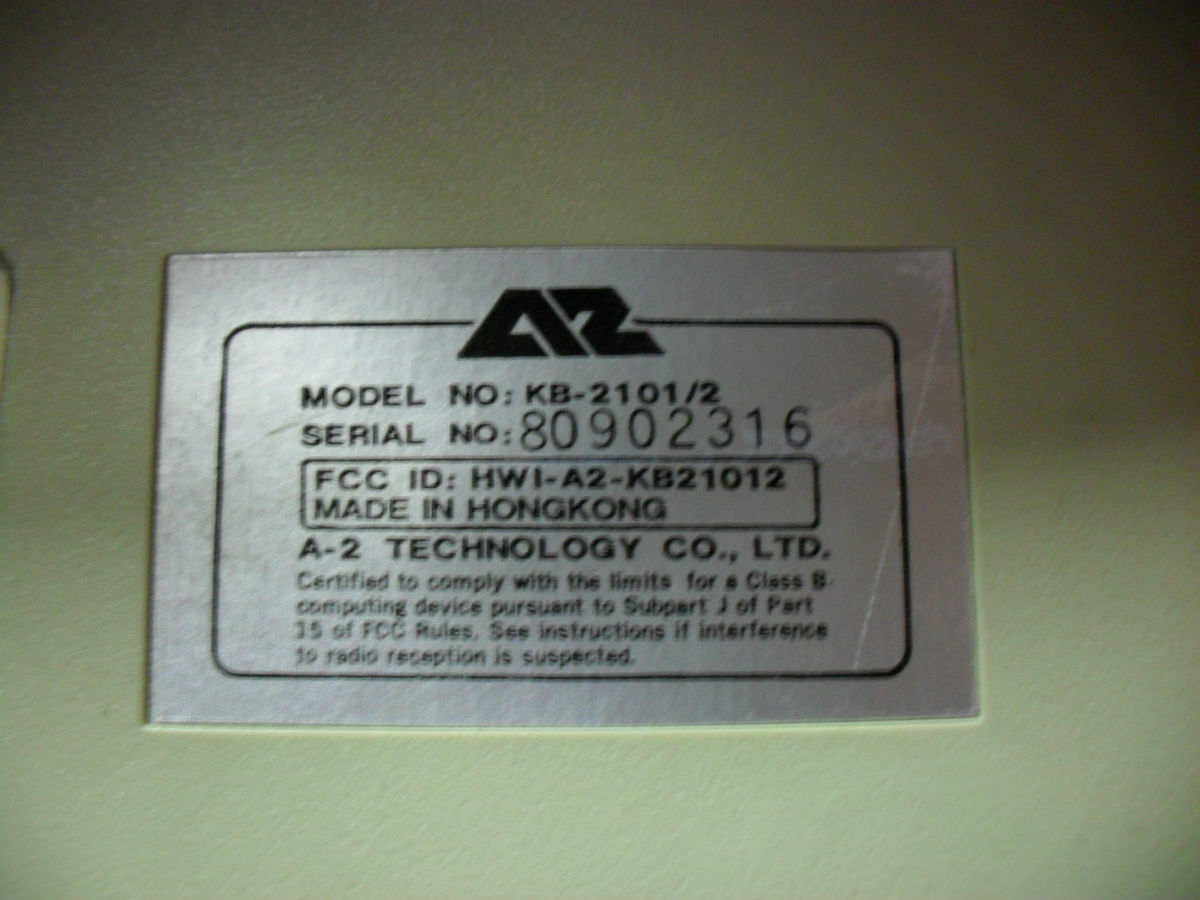 A2
MODEL NO: KB-2101/2
SERIAL NO: 80902316
FCC ID: HWI-A2-KB21012
MADE IN HONGKONG
A-2 TECHNOLOGY CO., LTD.
Certified to comply with the limits for a Class B
computing device pursuant to Subpart J of Part
15 of FCC Rules. See instructions if interference
to radio reception is suspected.